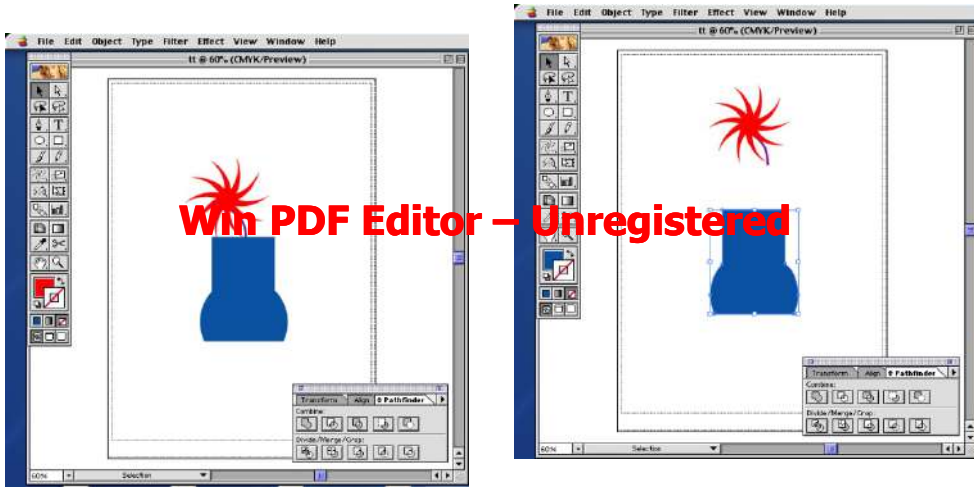 File Edit Object Type Filter Effect View Window Help
tt @ 60% (CMYK/Preview)
T
Transform Align Pathfinder
Combine:
Divide/Merge/Crop:
60% Selection
File Edit Object Type Filter Effect View Window Help
tt @ 60% (CMYK/Preview)
T
Transform Align Pathfinder
Combine:
Divide/Merge/Crop:
60% Selection
Win PDF Editor – Unregistered